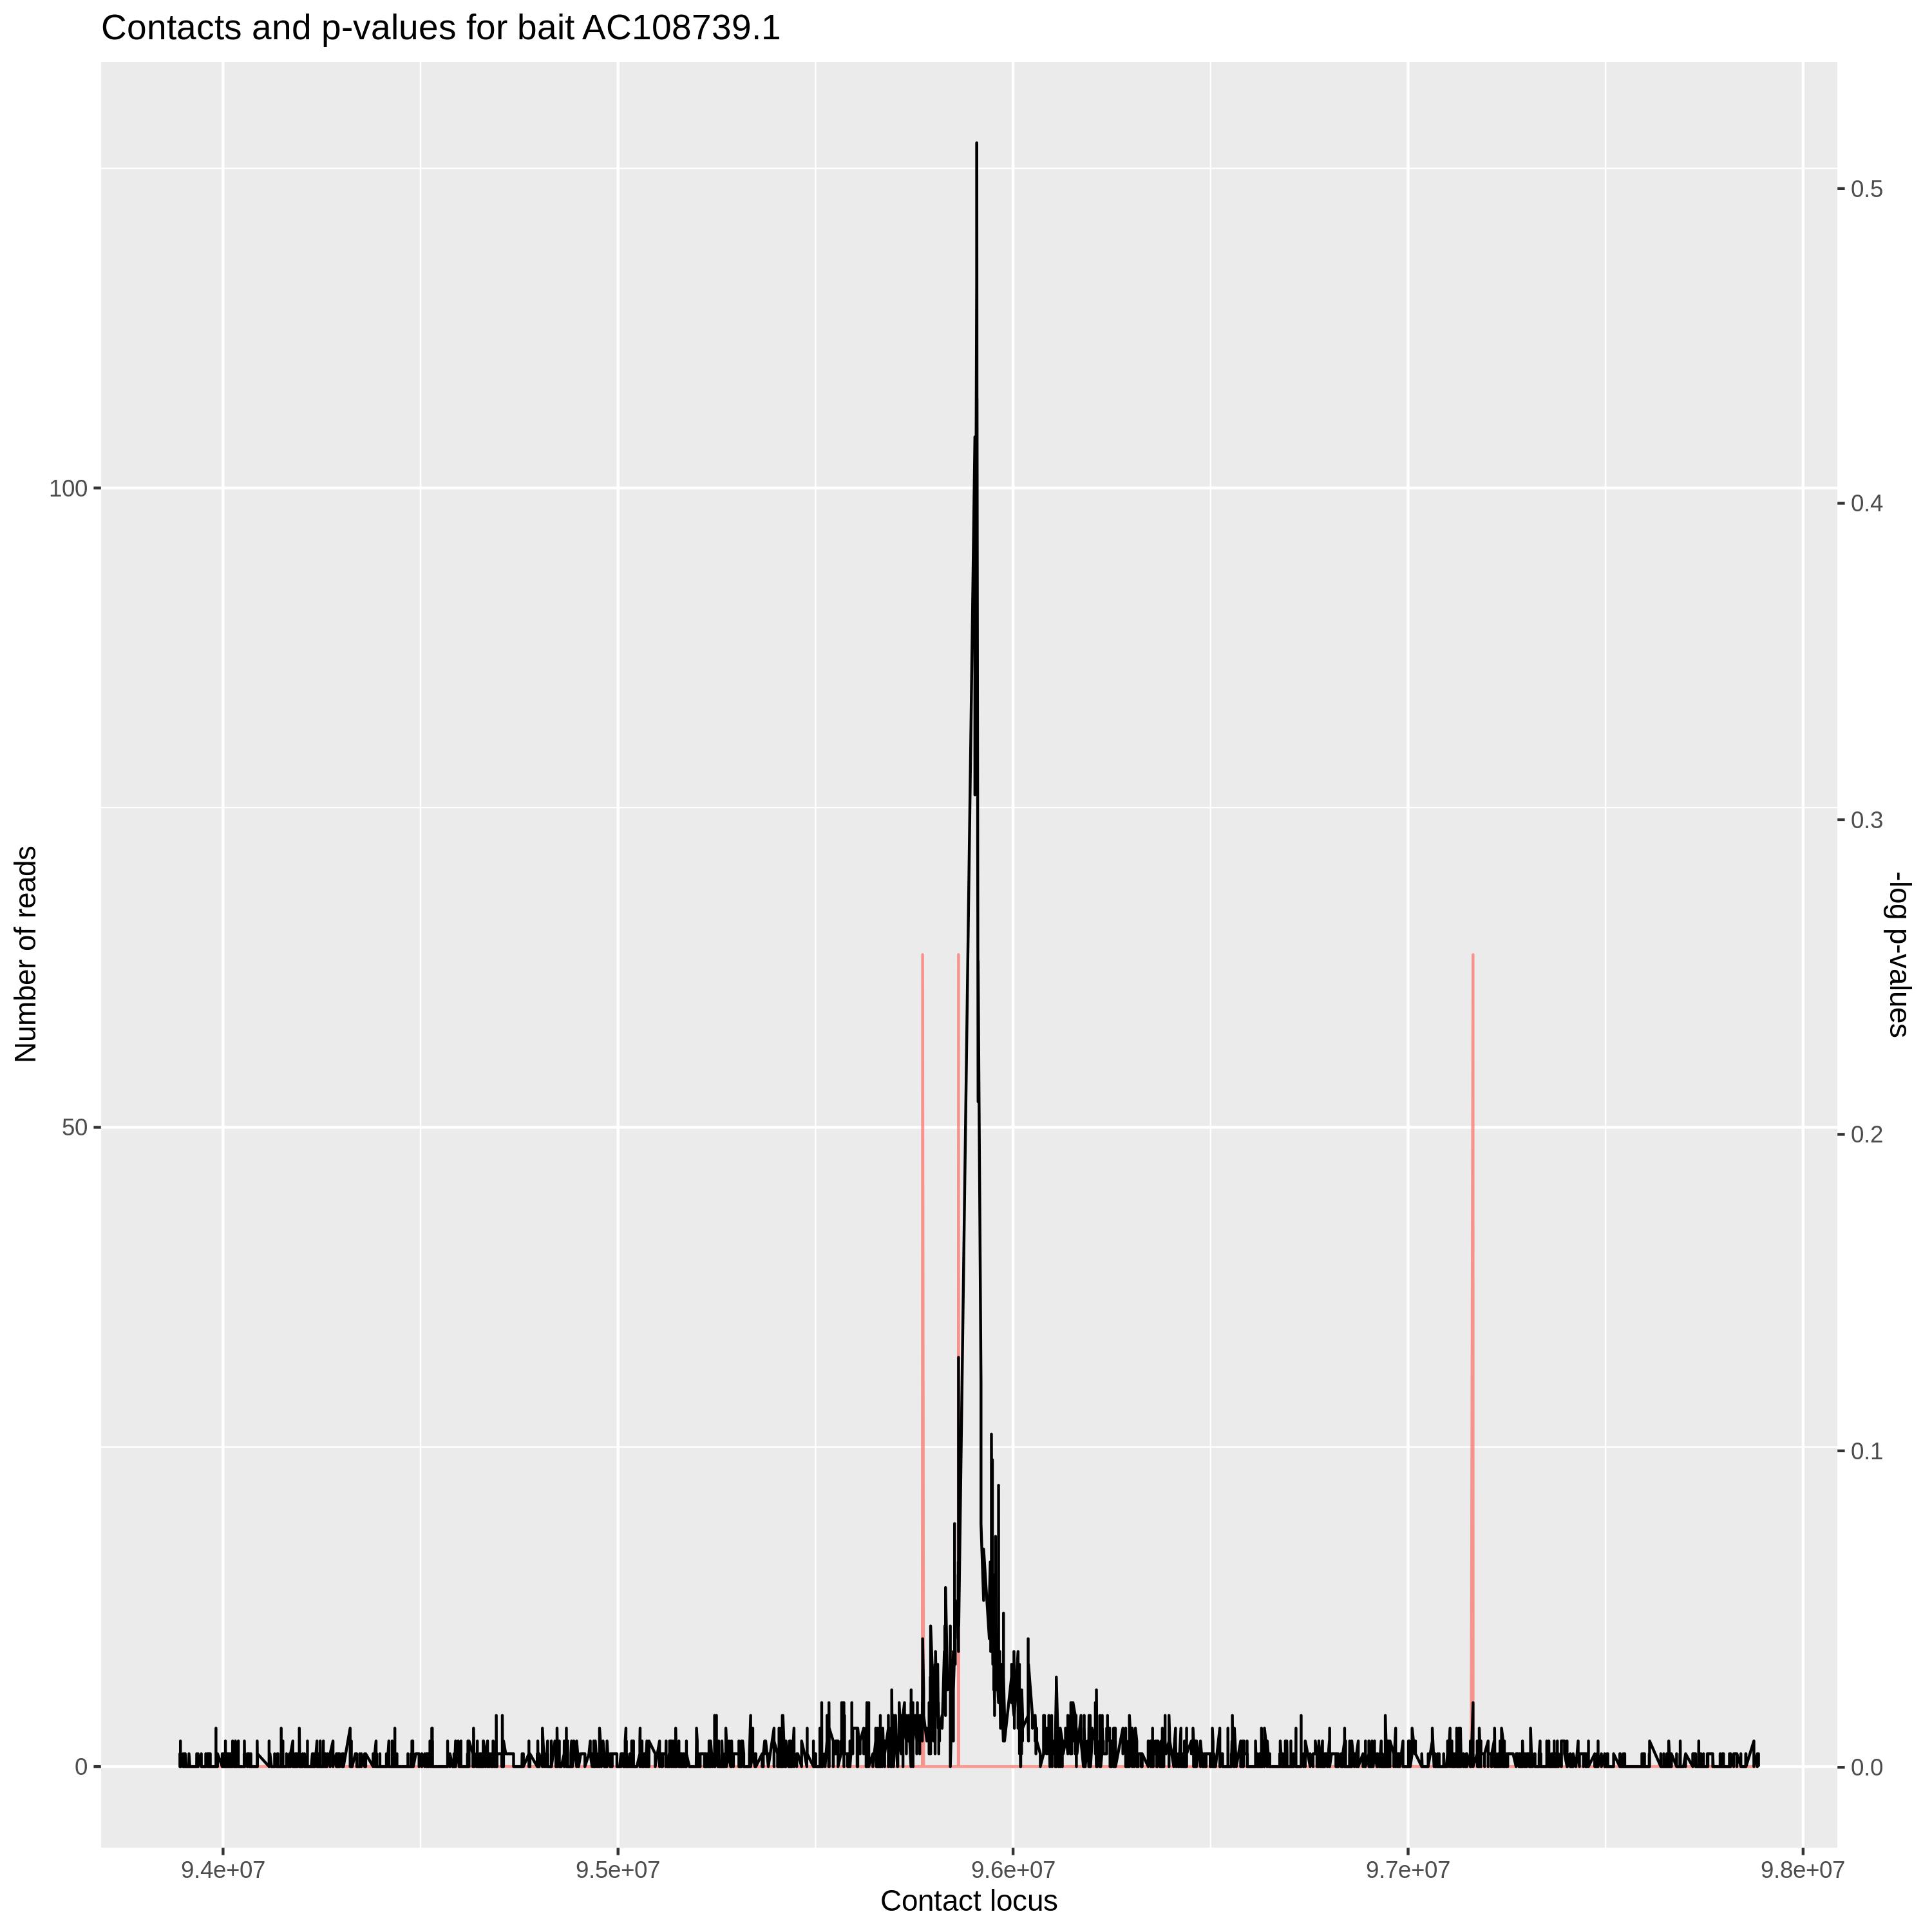 Contacts and p-values for bait AC108739.1
Number of reads
100
50
0
0.5
0.4
0.3
0.2
0.1
0.0
-log p-values
9.4e+07
9.5e+07
9.6e+07
9.7e+07
9.8e+07
Contact locus